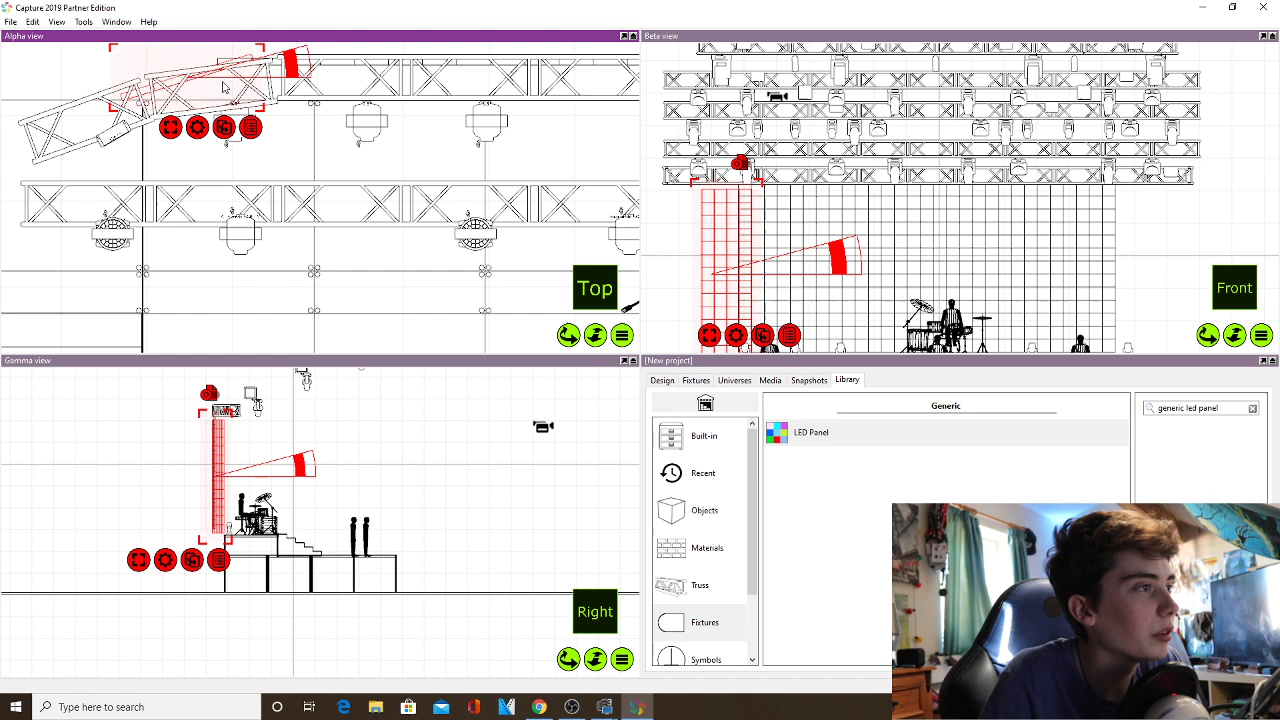 Capture 2019 Partner Edition
File Edit View Tools Window Help
Alpha view
Beta view
Top
Front
Gamma view
[New project]
Design Fixtures Universes Media Snapshots Library
Generic
generic led panel
LED Panel
Built-in
Recent
Objects
Materials
Truss
Fixtures
Symbols
Right
Type here to search